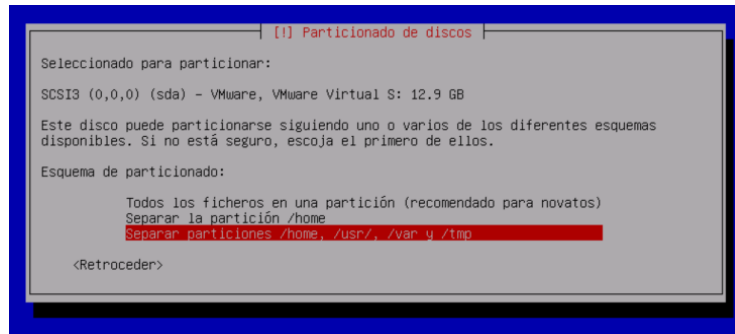 [!] Particionado de discos
Seleccionado para particionar:
SCSI3 (0,0,0) (sda) – VMware, VMware Virtual S: 12.9 GB
Este disco puede particionarse siguiendo uno o varios de los diferentes esquemas
disponibles. Si no está seguro, escoja el primero de ellos.
Esquema de particionado:
Todos los ficheros en una partición (recomendado para novatos)
Separar la partición /home
Separar particiones /home, /usr/, /var y /tmp
<Retroceder>